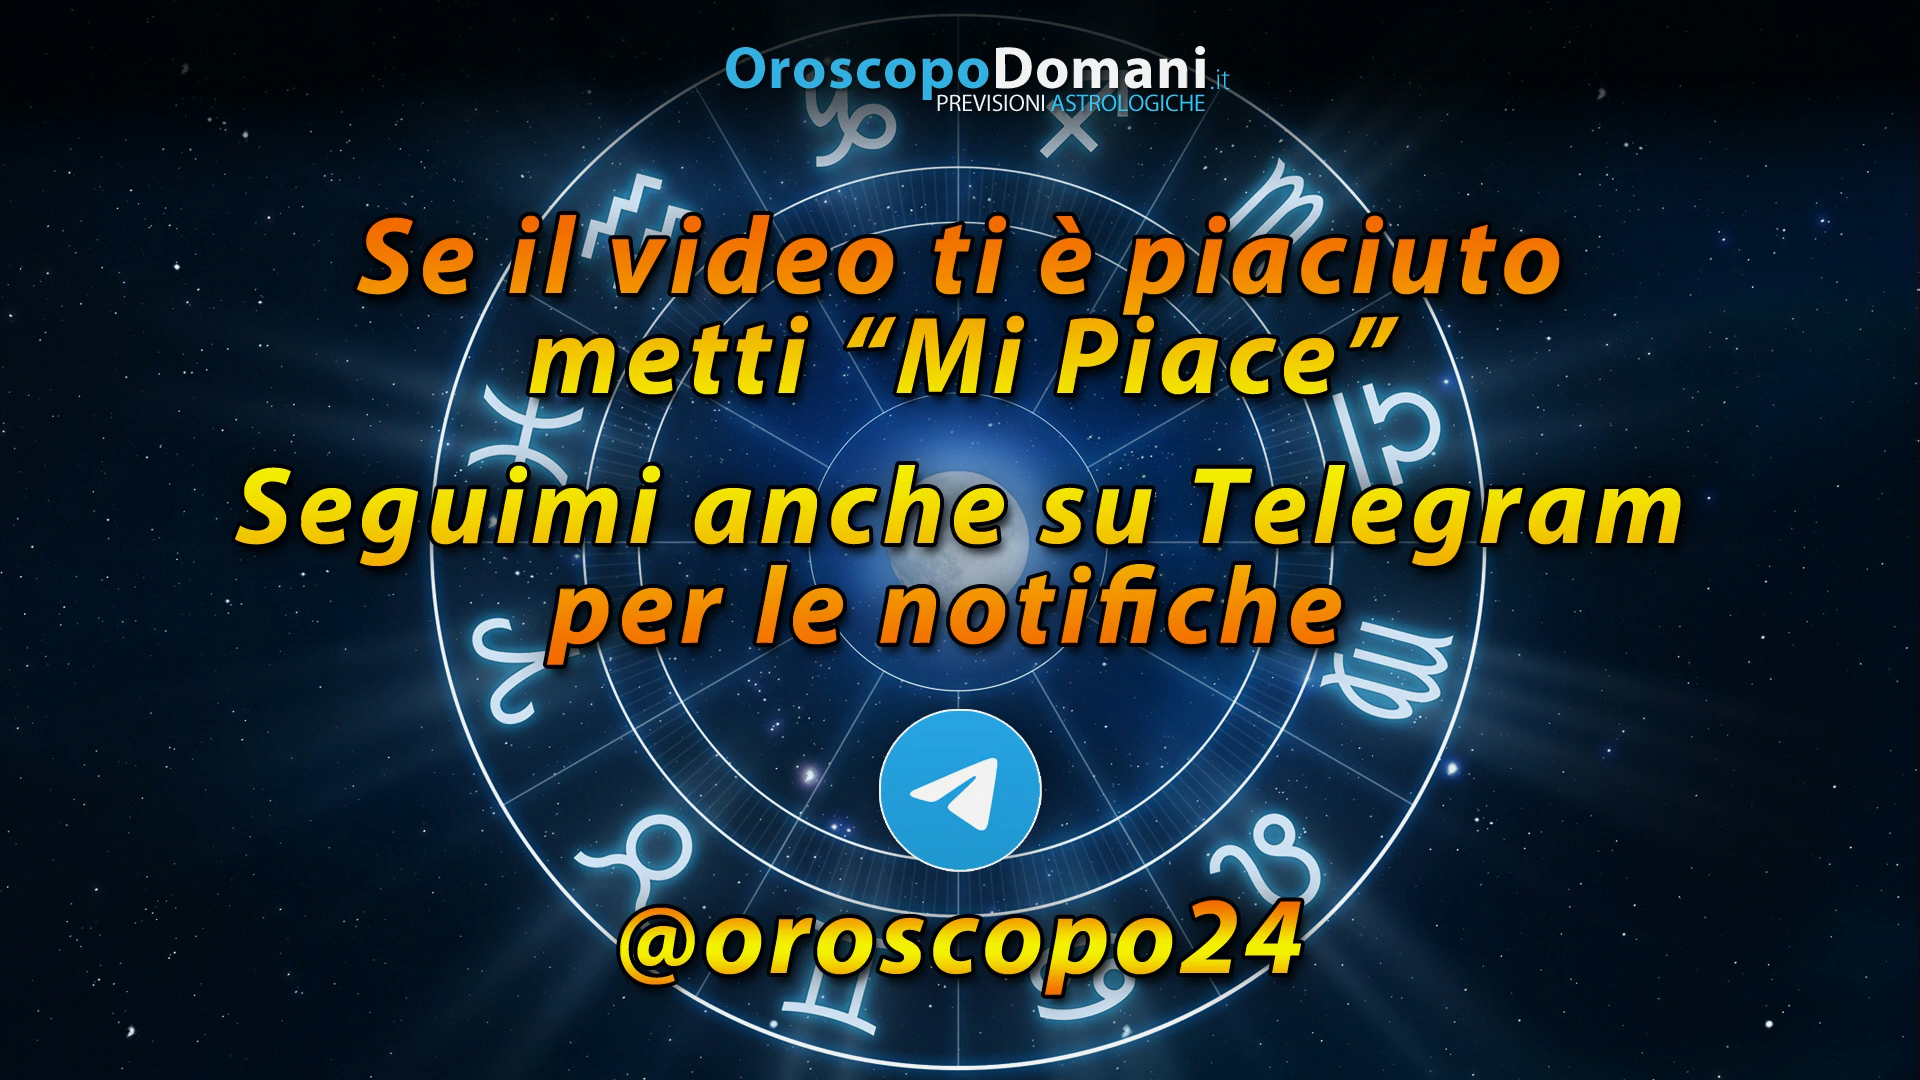 OroscopoDomani.it
PREVISIONI ASTROLOGICHE
Se il video ti è piaciuto
metti “Mi Piace”
Seguimi anche su Telegram
per le notifiche
@oroscopo24